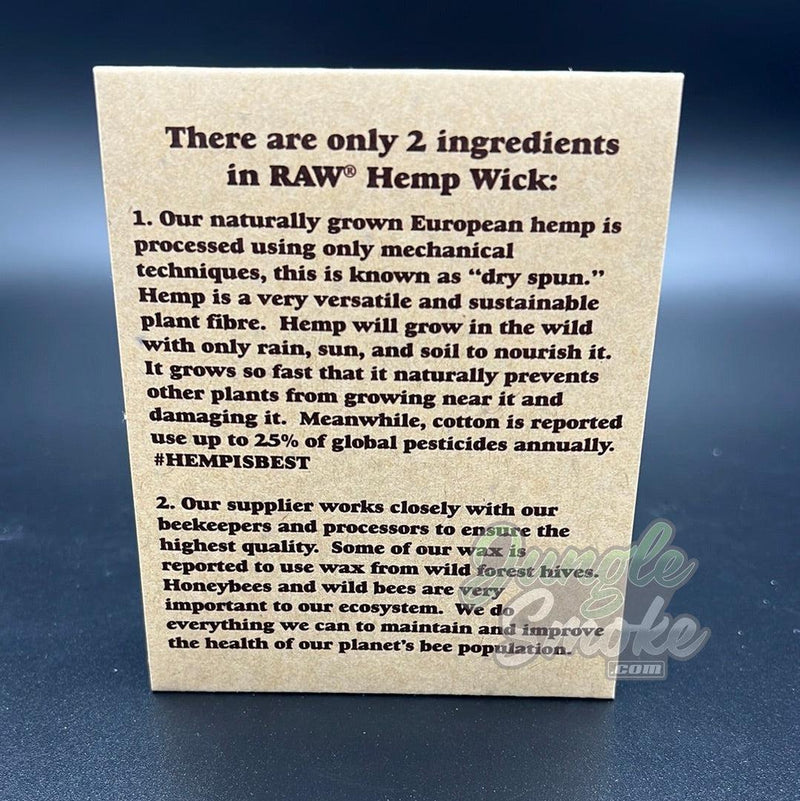 There are only 2 ingredients
in RAW® Hemp Wick:
1. Our naturally grown European hemp is
processed using only mechanical
techniques, this is known as “dry spun.”
Hemp is a very versatile and sustainable
plant fibre. Hemp will grow in the wild
with only rain, sun, and soil to nourish it.
It grows so fast that it naturally prevents
other plants from growing near it and
damaging it. Meanwhile, cotton is reported
use up to 25% of global pesticides annually.
#HEMPISBEST
2. Our supplier works closely with our
beekeepers and processors to ensure the
highest quality. Some of our wax is
reported to use wax from wild forest hives.
Honeybees and wild bees are very
important to our ecosystem. We do
everything we can to maintain and improve
the health of our planet's bee population.
Jungle
Smoke
.com